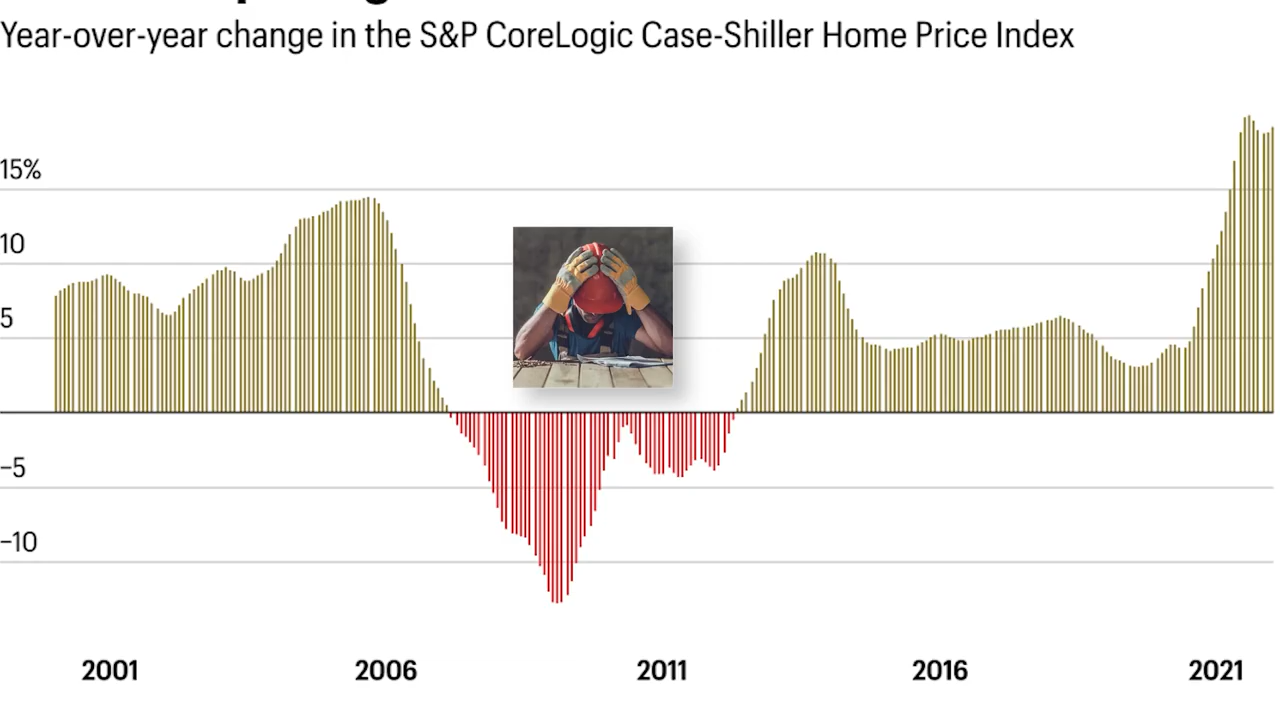 Year-over-year change in the S&P CoreLogic Case-Shiller Home Price Index
15%
10
5
–5
–10
2001 2006 2011 2016 2021